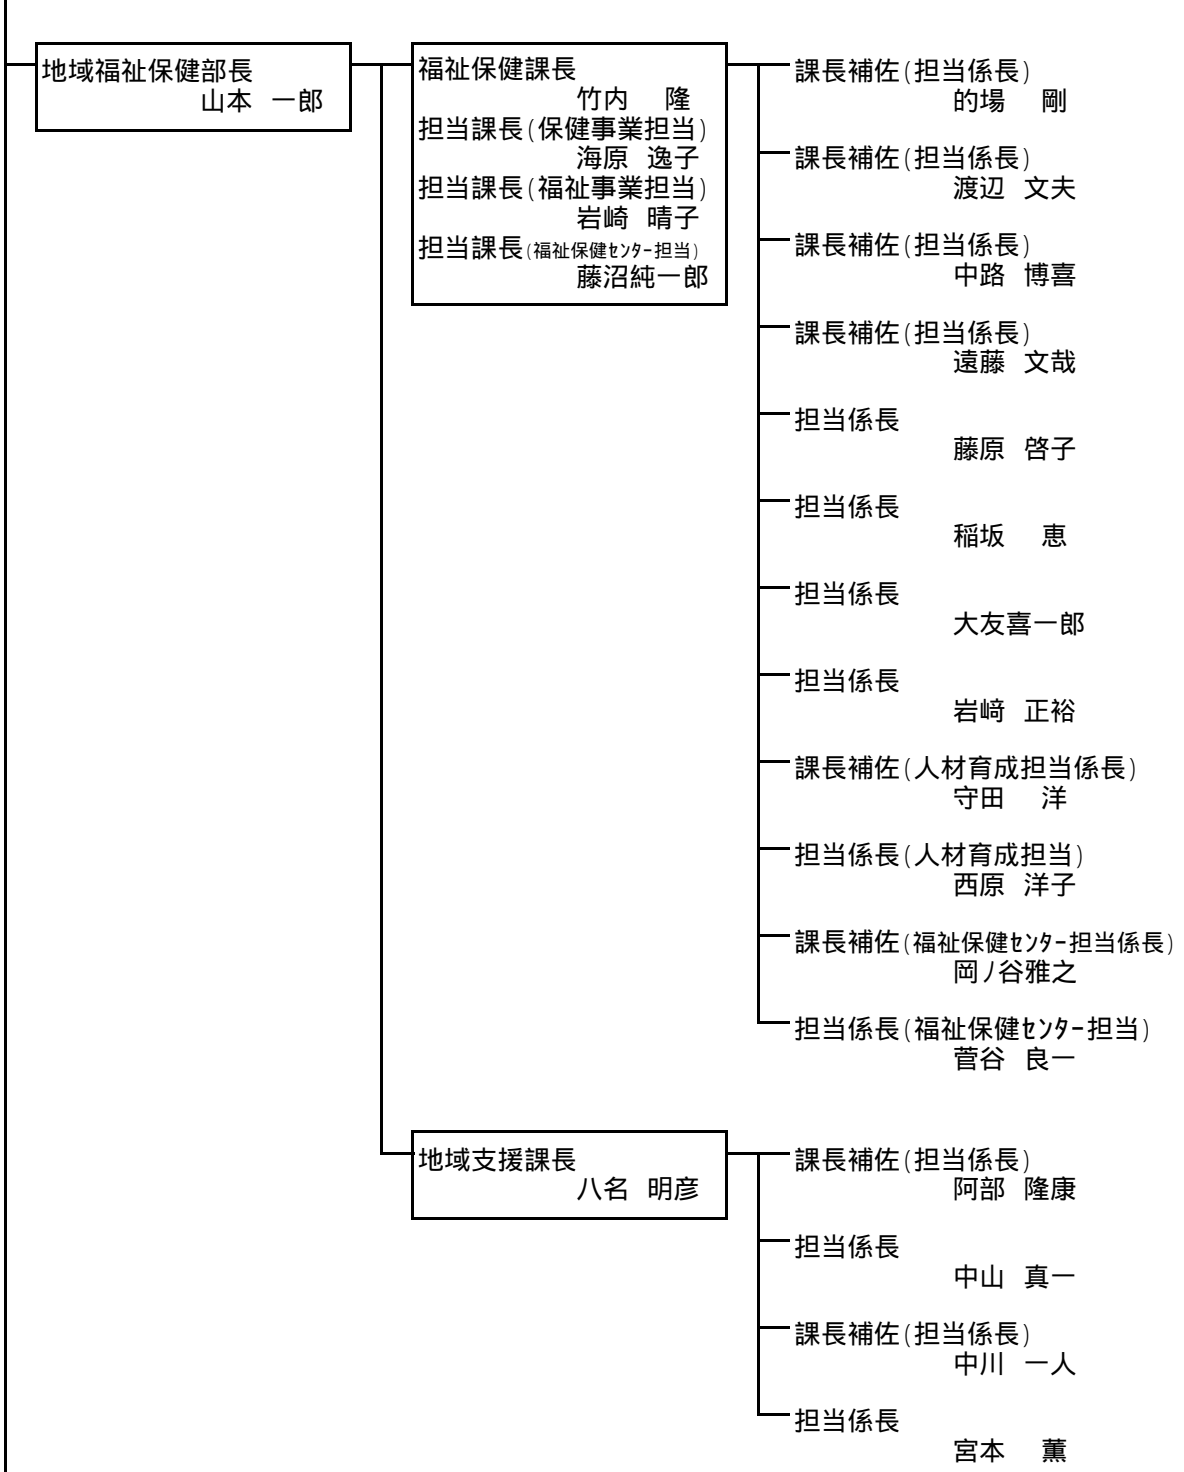 地域福祉保健部長
山本 一郎
福祉保健課長
竹内 隆
担当課長(保健事業担当)
海原 逸子
担当課長(福祉事業担当)
岩崎 晴子
担当課長(福祉保健ｾﾝﾀｰ担当)
藤沼純一郎
課長補佐(担当係長)
的場 剛
課長補佐(担当係長)
渡辺 文夫
課長補佐(担当係長)
中路 博喜
課長補佐(担当係長)
遠藤 文哉
担当係長
藤原 啓子
担当係長
稲坂 恵
担当係長
大友喜一郎
担当係長
岩﨑 正裕
課長補佐(人材育成担当係長)
守田 洋
担当係長(人材育成担当)
西原 洋子
課長補佐(福祉保健ｾﾝﾀｰ担当係長)
岡ﾉ谷雅之
担当係長(福祉保健ｾﾝﾀｰ担当)
菅谷 良一
地域支援課長
八名 明彦
課長補佐(担当係長)
阿部 隆康
担当係長
中山 真一
課長補佐(担当係長)
中川 一人
担当係長
宮本 薫